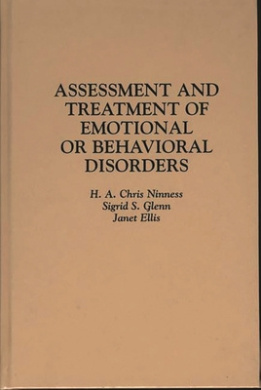 ASSESSMENT AND
TREATMENT OF
EMOTIONAL
OR BEHAVIORAL
DISORDERS
H. A. Chris Ninness
Sigrid S. Glenn
Janet Ellis